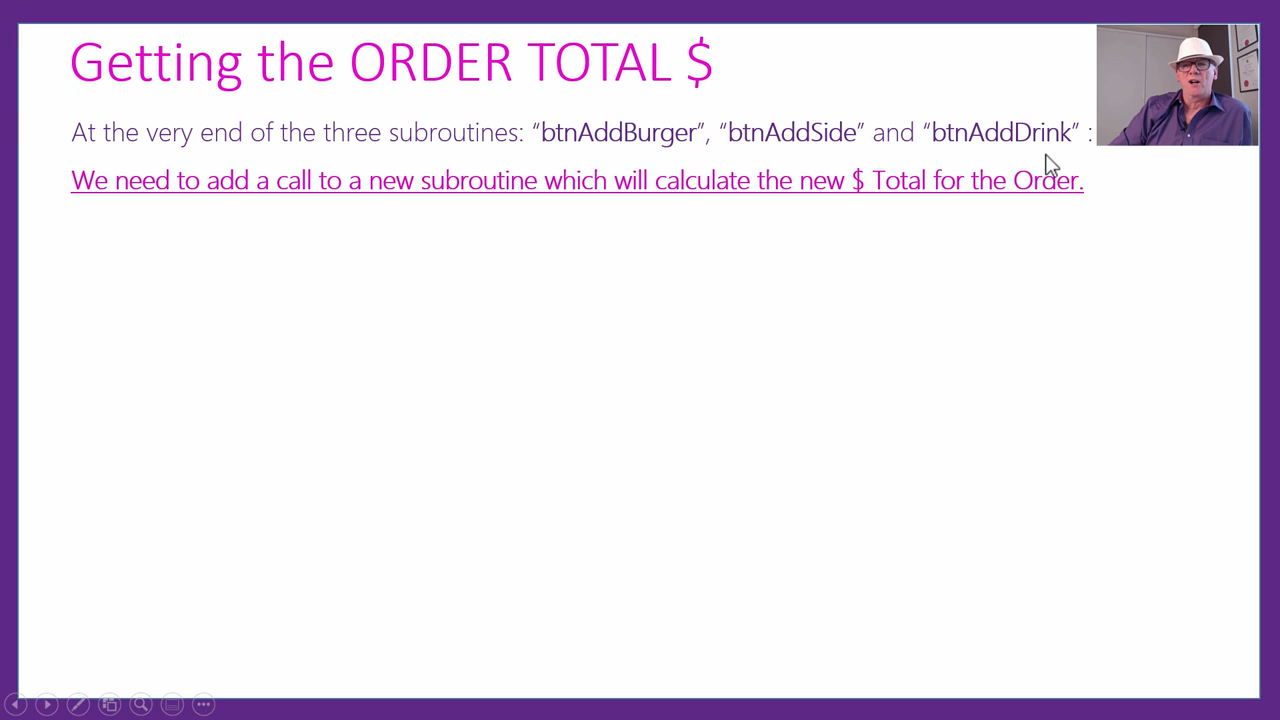 Getting the ORDER TOTAL $
At the very end of the three subroutines: “btnAddBurger”, “btnAddSide” and “btnAddDrink” :
We need to add a call to a new subroutine which will calculate the new $ Total for the Order.